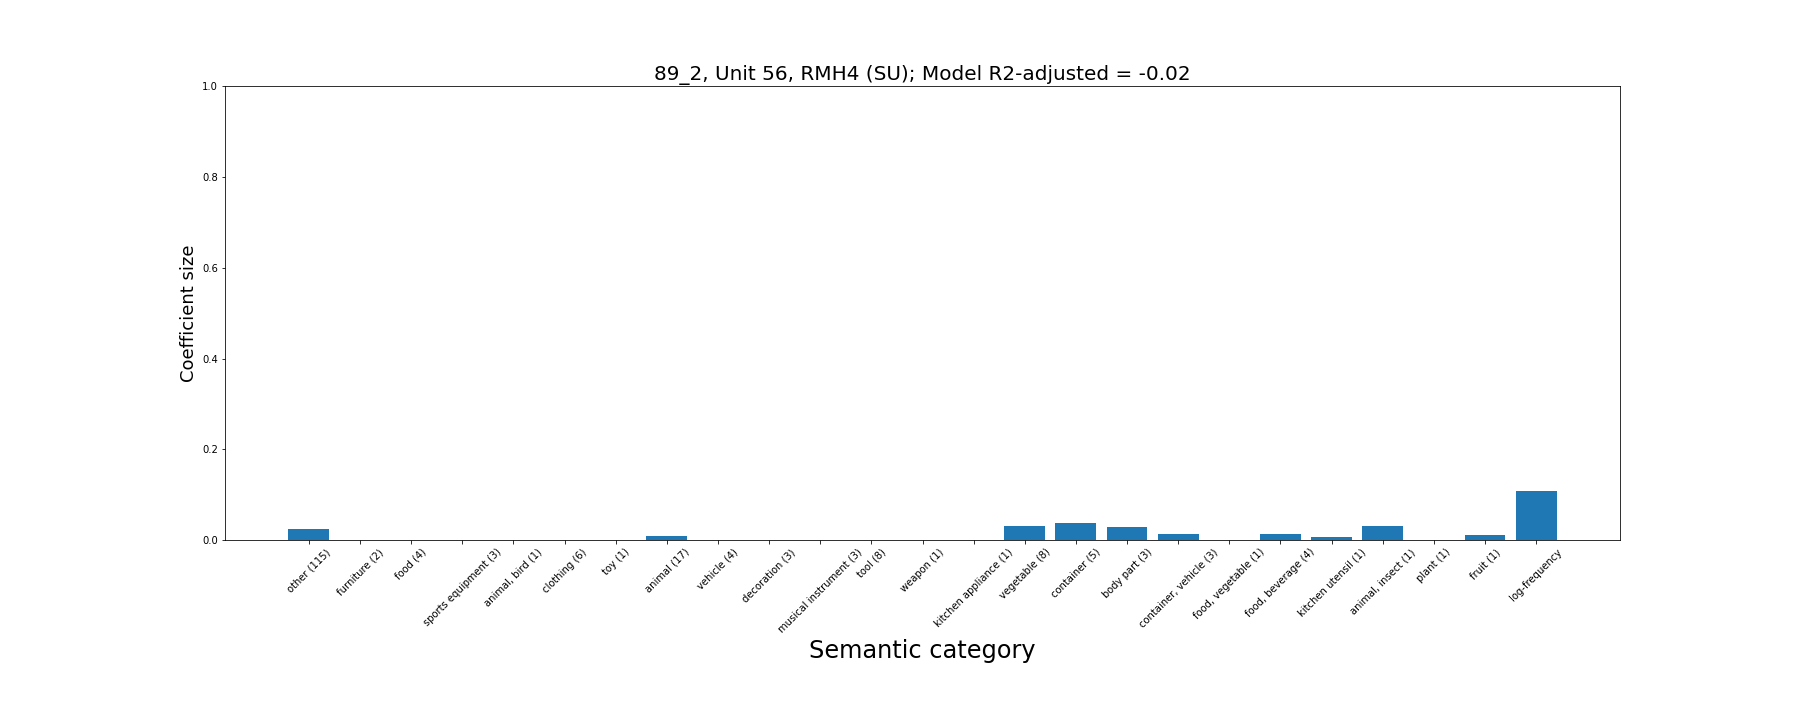 89_2, Unit 56, RMH4 (SU); Model R2-adjusted = -0.02
Coefficient size
1.0
0.8
0.6
0.4
0.2
0.0
other (115)
furniture (2)
food (4)
sports equipment (3)
animal, bird (1)
clothing (6)
toy (1)
animal (17)
vehicle (4)
decoration (3)
musical instrument (3)
tool (8)
weapon (1)
kitchen appliance (1)
vegetable (8)
container (5)
body part (3)
container, vehicle (3)
food, vegetable (1)
food, beverage (4)
kitchen utensil (1)
animal, insect (1)
plant (1)
fruit (1)
log-frequency
Semantic category